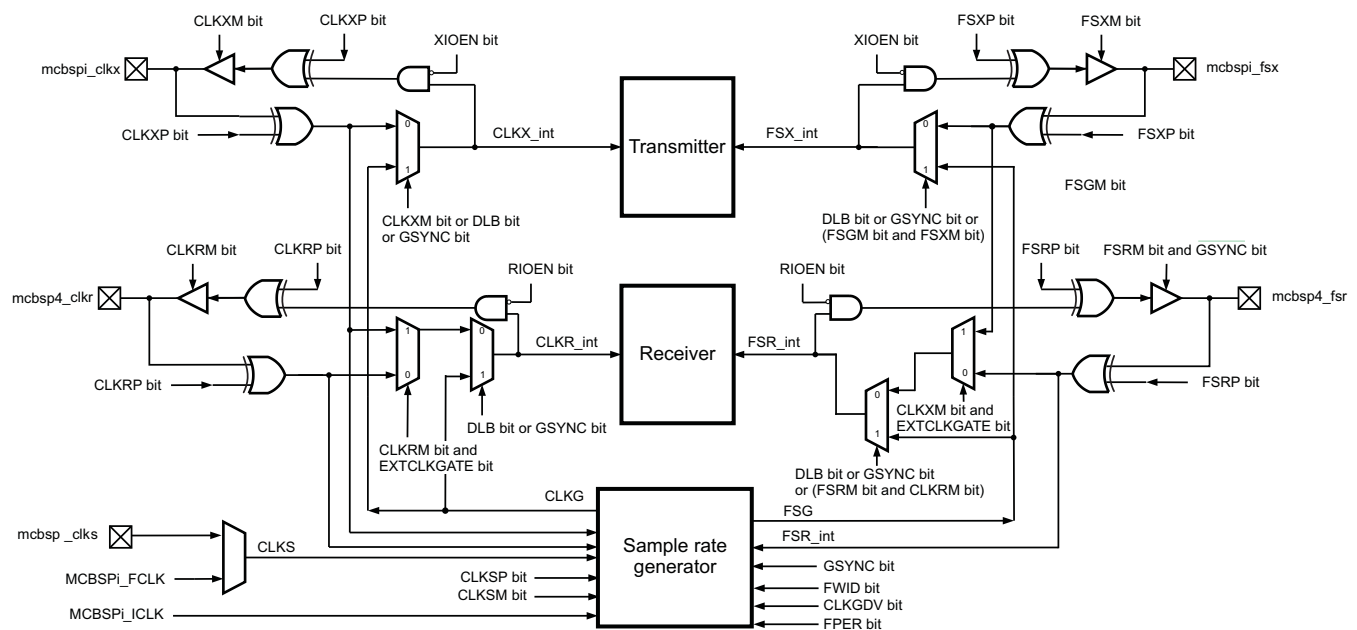 CLKXM bit
CLKXP bit
XIOEN bit
mcbspi_clkx
CLKXP bit
0
1
CLKX_int
CLKXM bit or DLB bit
or GSYNC bit
Transmitter
XIOEN bit
FSXP bit
FSXM bit
mcbspi_fsx
FSX_int
0
1
FSXP bit
FSGM bit
DLB bit or GSYNC bit or
(FSGM bit and FSXM bit)
CLKRM bit
CLKRP bit
RIOEN bit
mcbsp4_clkr
CLKRP bit
1
0
0
1
CLKR_int
DLB bit or GSYNC bit
CLKRM bit and
EXTCLKGATE bit
Receiver
RIOEN bit
FSRP bit
FSRM bit and GSYNC bit
mcbsp4_fsr
FSR_int
1
0
0
1
FSRP bit
CLKXM bit and
EXTCLKGATE bit
DLB bit or GSYNC bit
or (FSRM bit and CLKRM bit)
CLKG
FSG
mcbsp _clks
CLKS
MCBSPi_FCLK
CLKSP bit
CLKSM bit
MCBSPi_ICLK
Sample rate
generator
FSR_int
GSYNC bit
FWID bit
CLKGDV bit
FPER bit